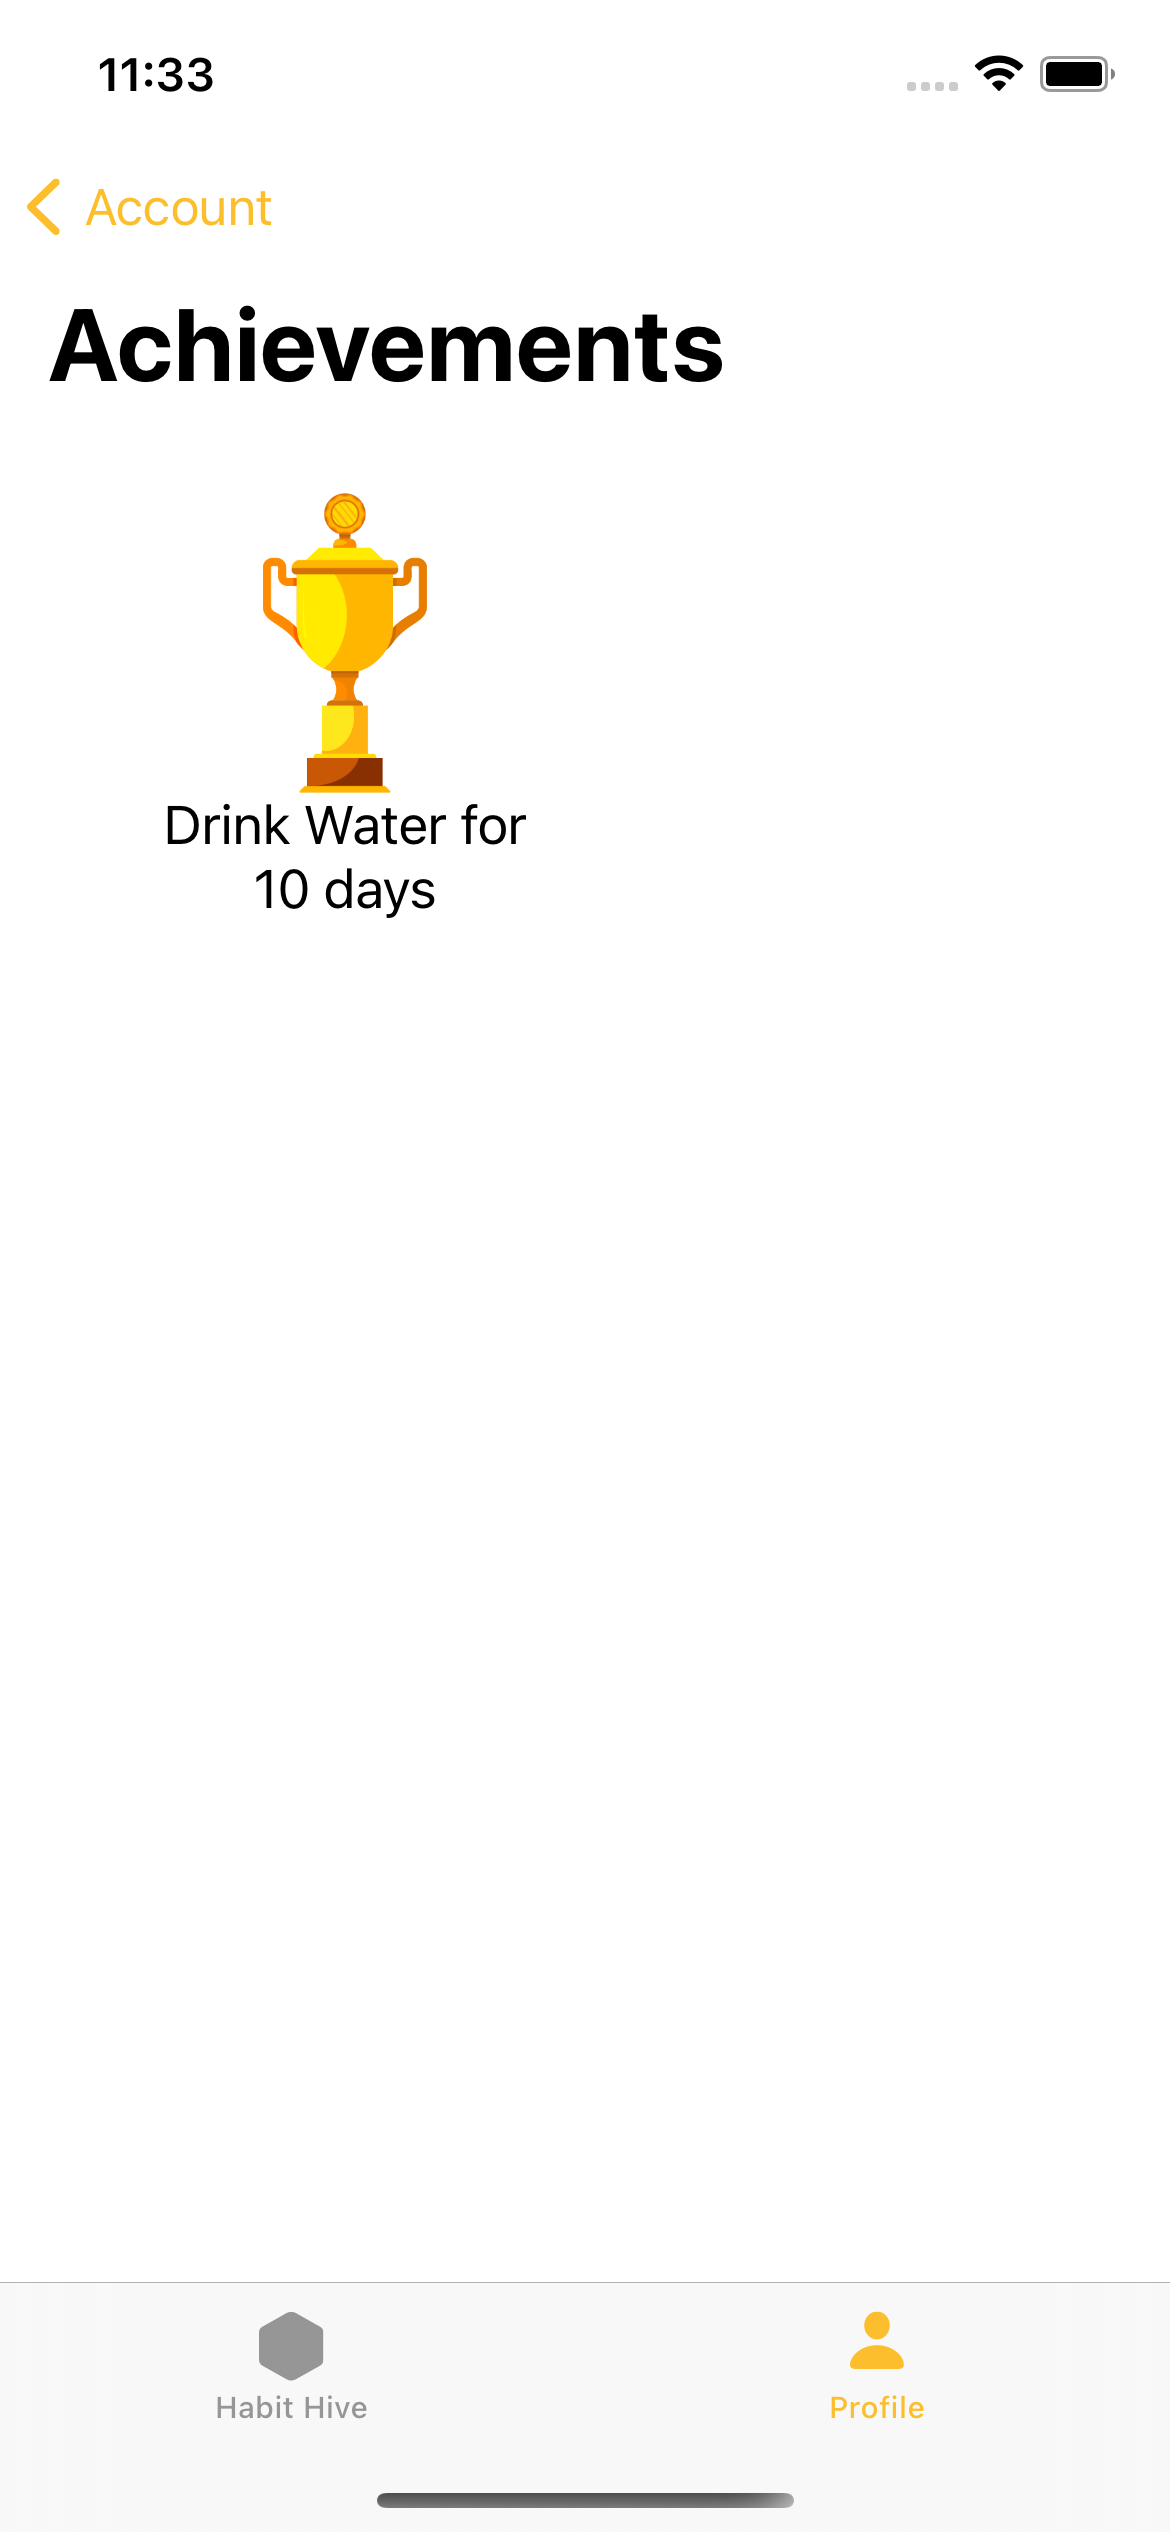 11:33
Account
Achievements
Drink Water for
10 days
Habit Hive
Profile